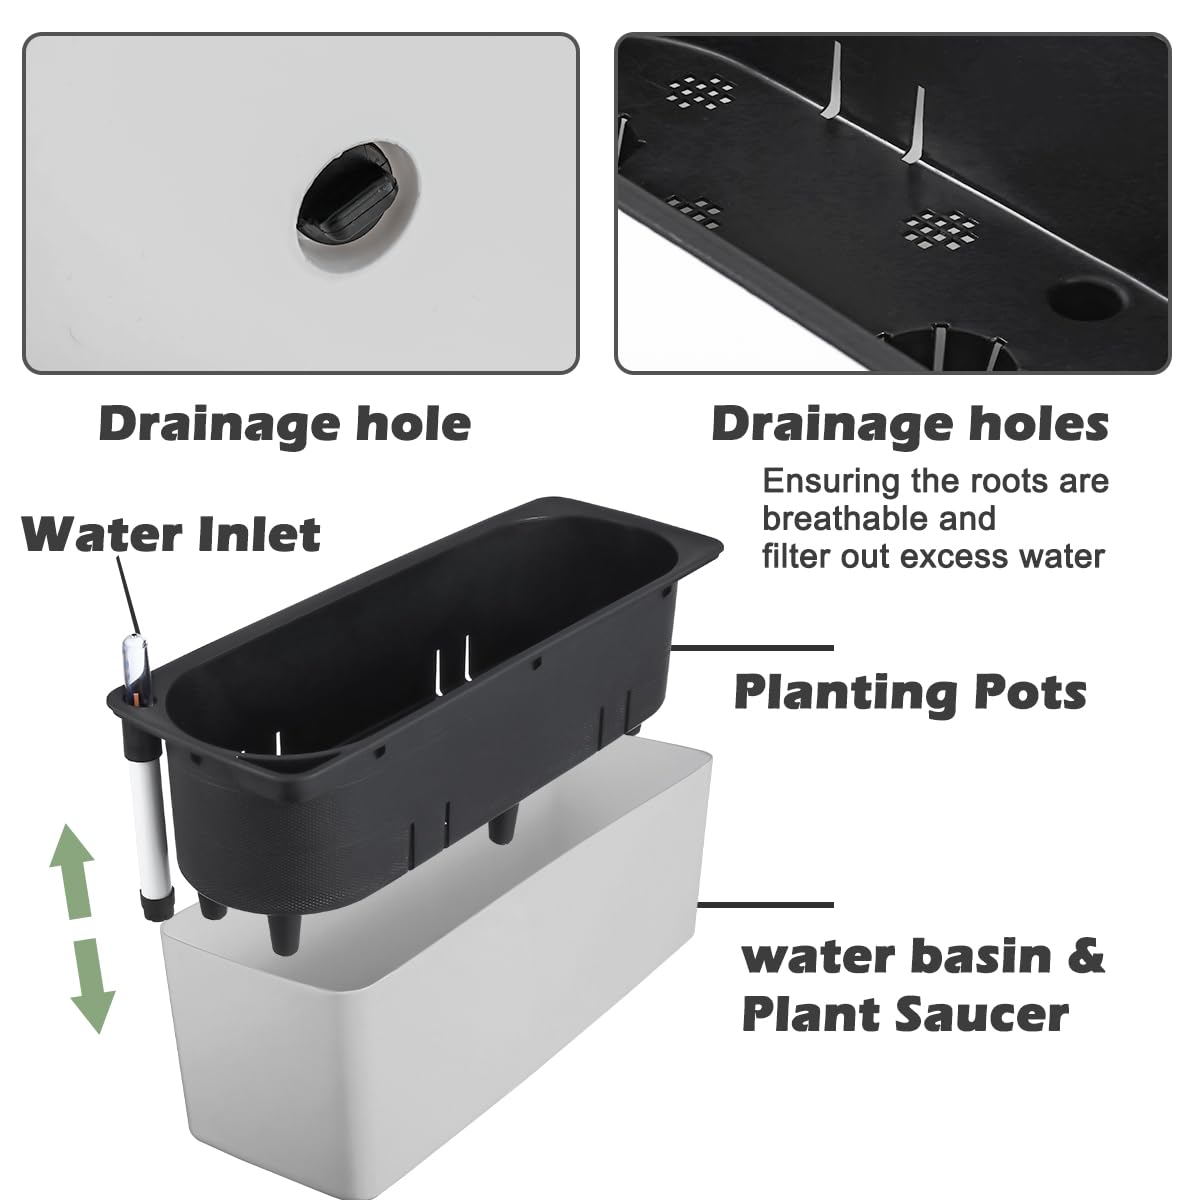 Drainage hole
Drainage holes
Ensuring the roots are
breathable and
filter out excess water
Water Inlet
Planting Pots
water basin &
Plant Saucer